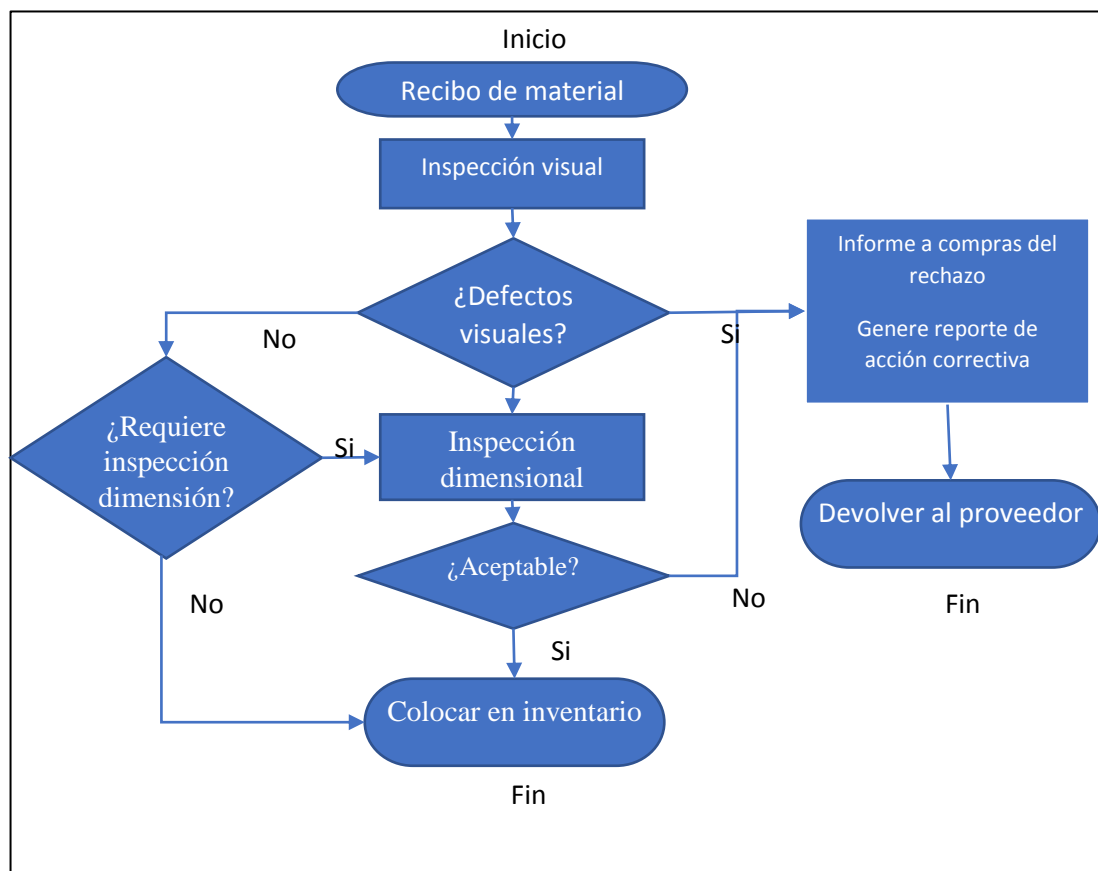 Inicio
Recibo de material
Inspección visual
Informe a compras del
rechazo
Genere reporte de
acción correctiva
¿Defectos
visuales?
No
Si
¿Requiere
inspección
dimensión?
Si
Inspección
dimensional
Devolver al proveedor
¿Aceptable?
No
No
Fin
Si
Colocar en inventario
Fin